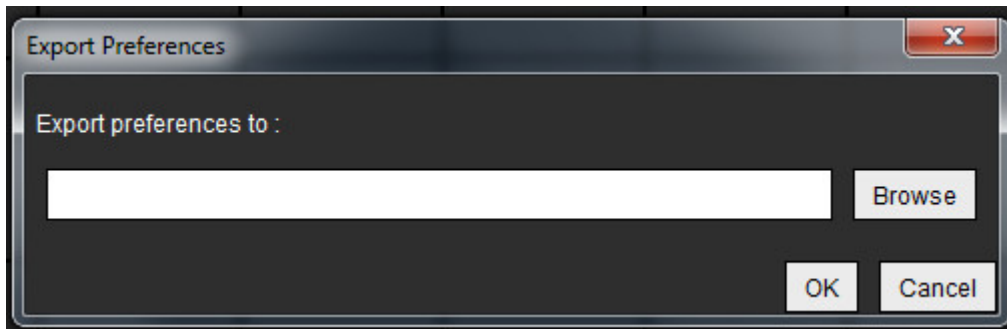 Export Preferences
Export preferences to :
Browse
OK
Cancel